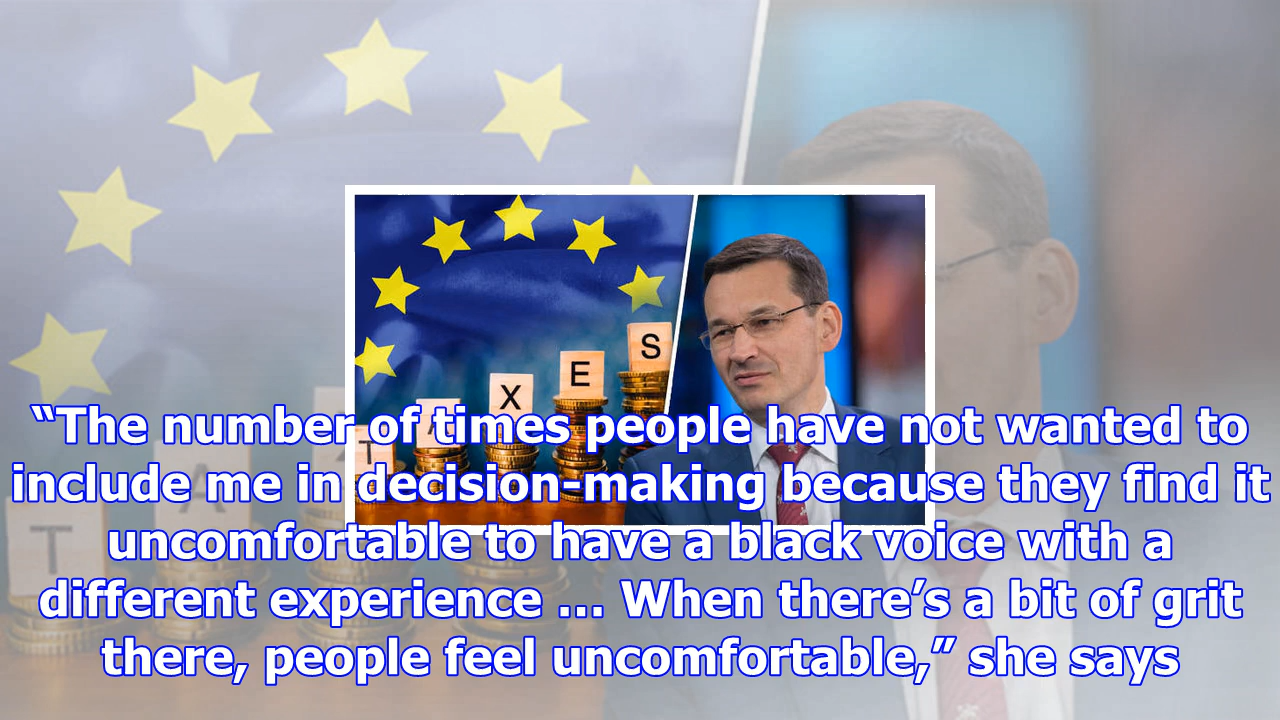 T A X E S
“The number of times people have not wanted to
include me in decision-making because they find it
uncomfortable to have a black voice with a
different experience ... When there’s a bit of grit
there, people feel uncomfortable,” she says